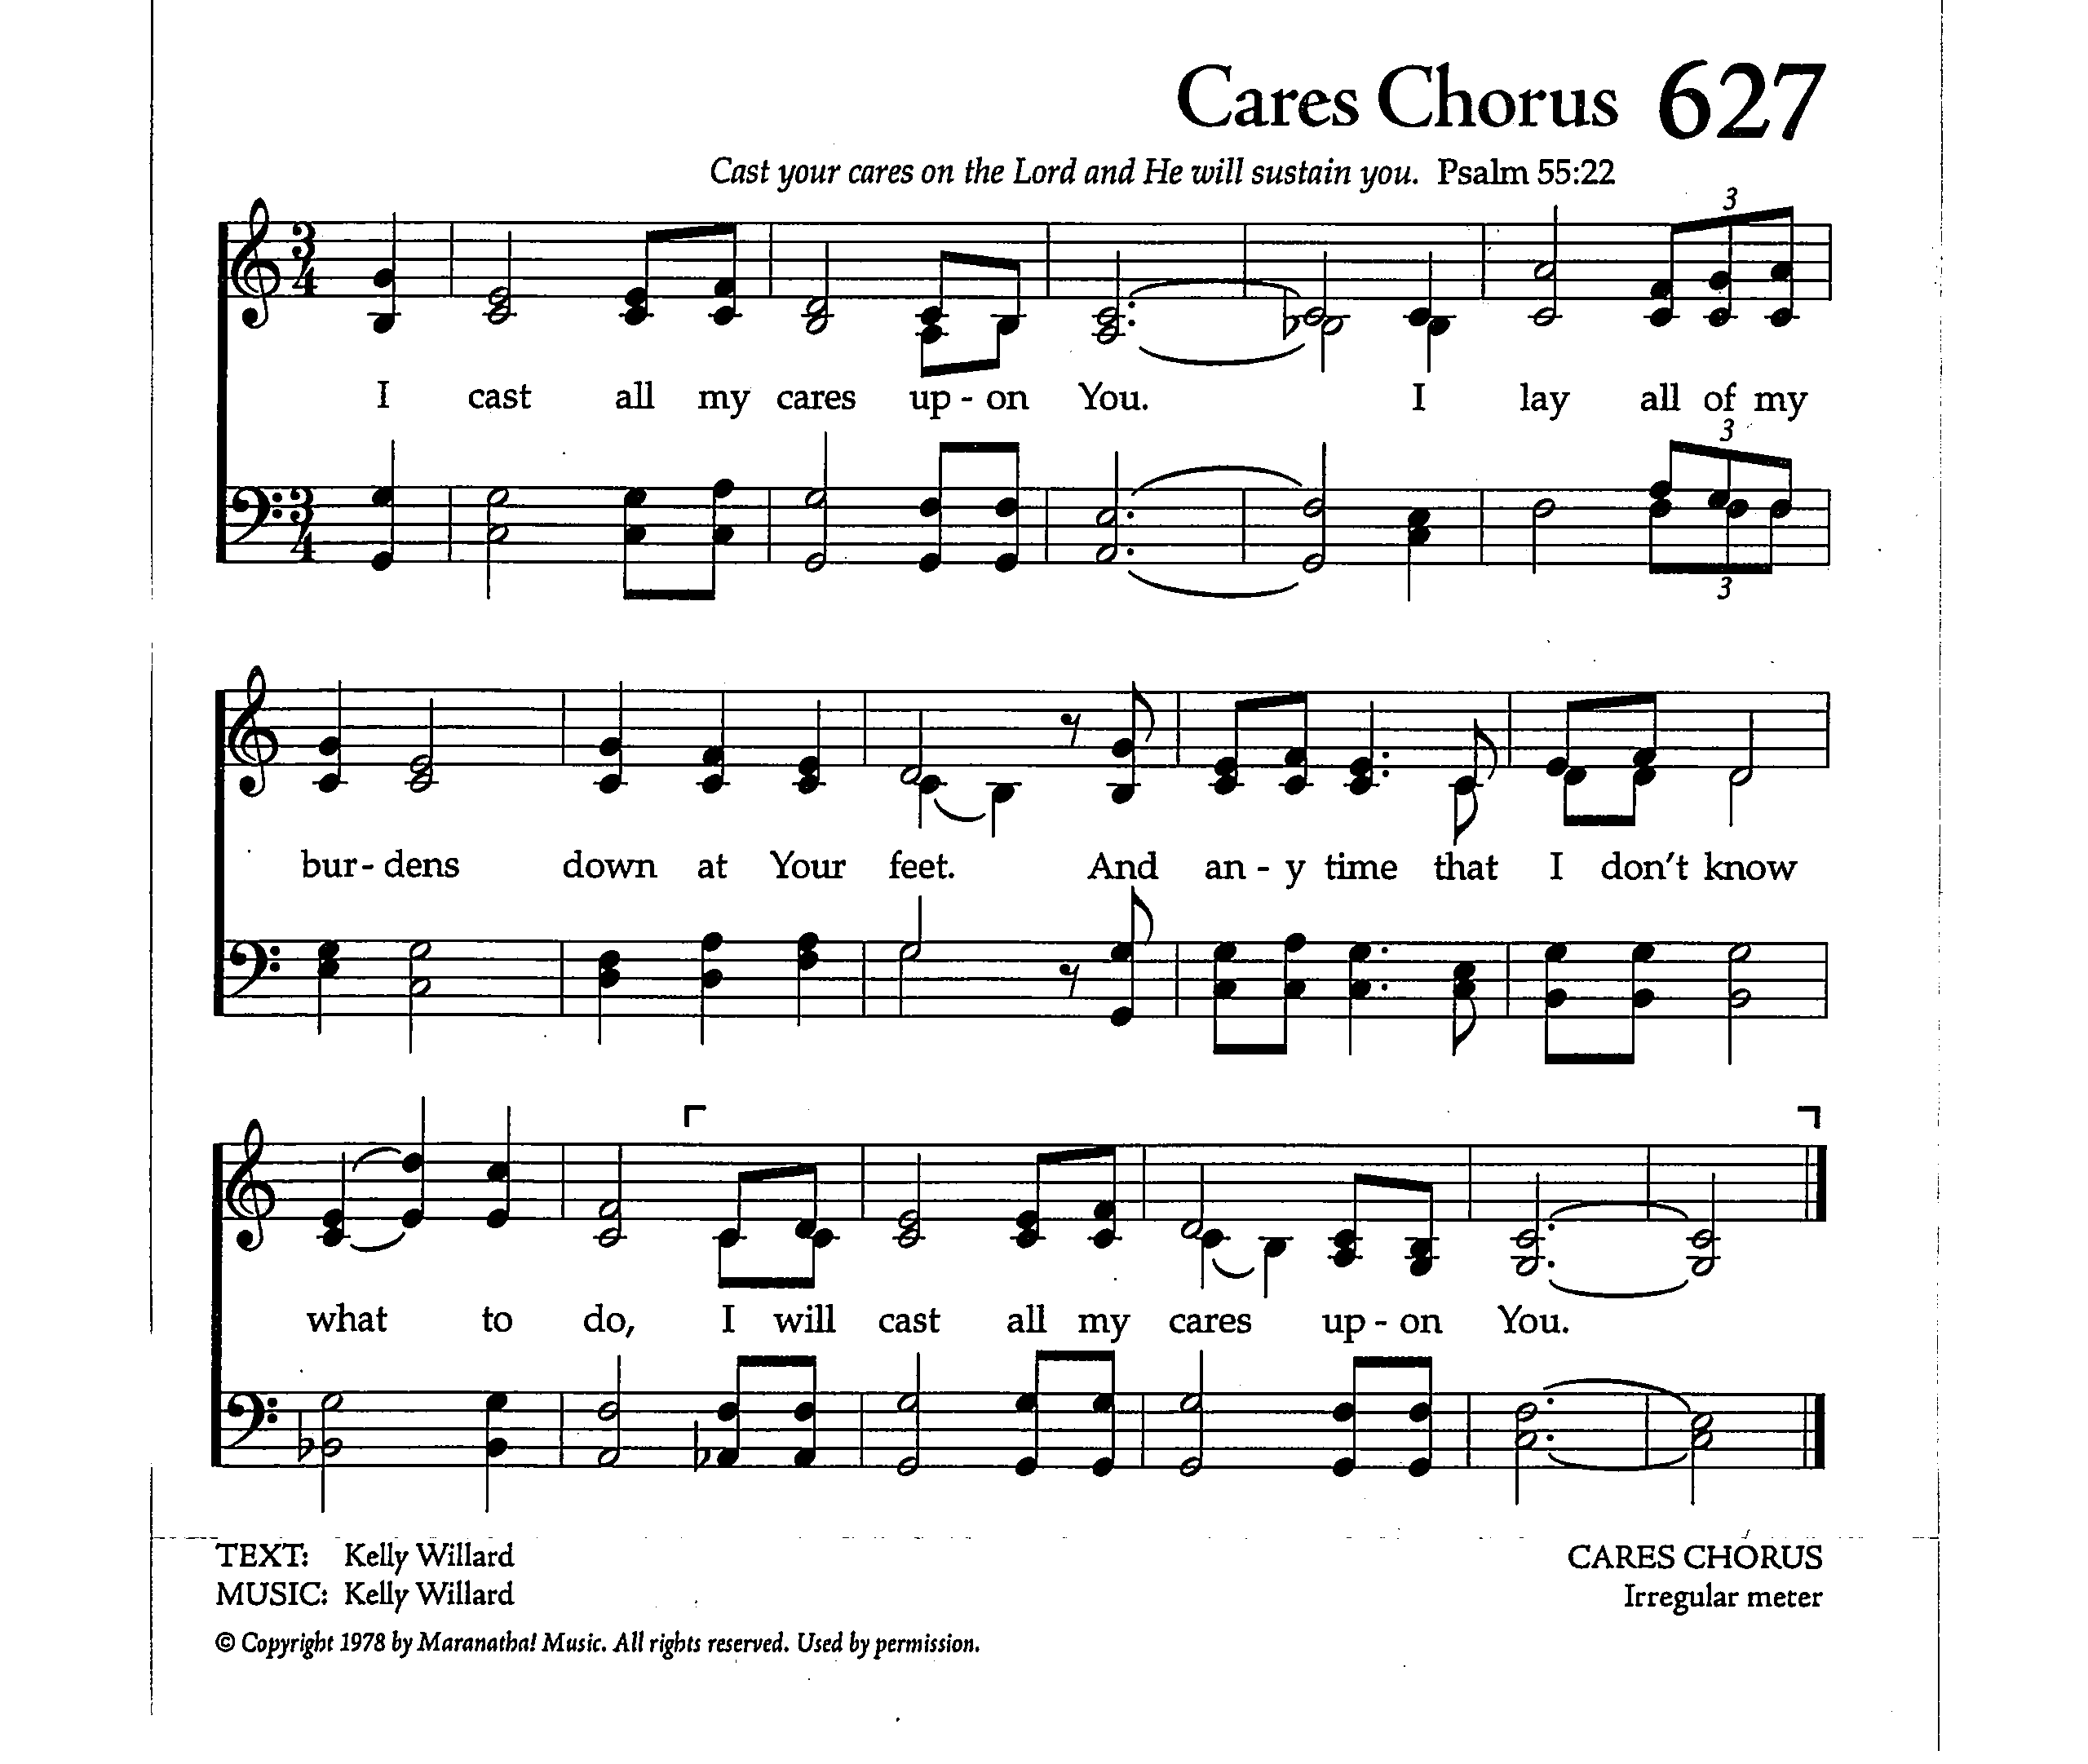 Cares Chorus 627
Cast your cares on the Lord and He will sustain you. Psalm 55:22
3
I cast all my cares up - on You. I lay all of my
3
3
bur - dens down at Your feet. And an - y time that I don't know
what to do, I will cast all my cares up - on You.
TEXT: Kelly Willard
CARES CHORUS
MUSIC: Kelly Willard
Irregular meter
© Copyright 1978 by Maranatha! Music. All rights reserved. Used by permission.